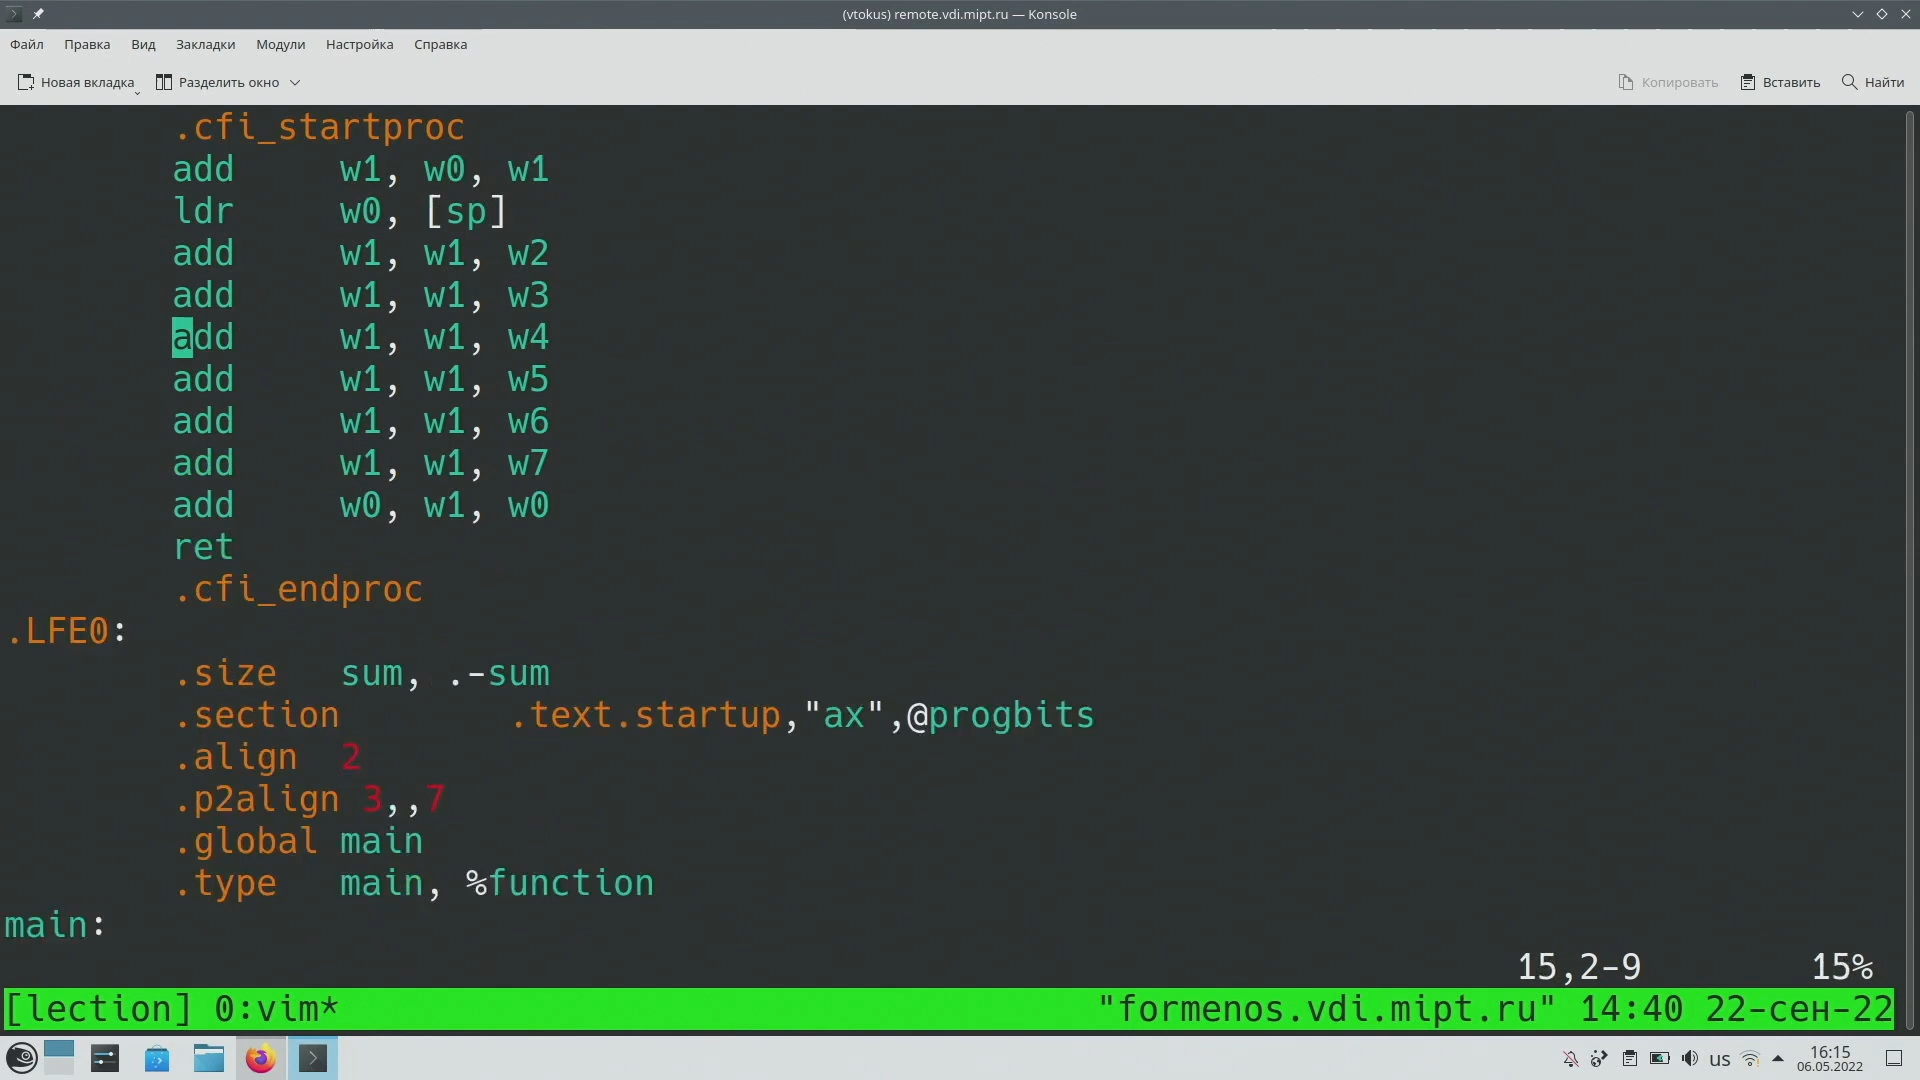 (vtokus) remote.vdi.mipt.ru — Konsole
Файл Правка Вид Закладки Модули Настройка Справка
Новая вкладка Разделить окно Копировать Вставить Найти
.cfi_startproc
add w1, w0, w1
ldr w0, [sp]
add w1, w1, w2
add w1, w1, w3
add w1, w1, w4
add w1, w1, w5
add w1, w1, w6
add w1, w1, w7
add w0, w1, w0
ret
.cfi_endproc
.LFE0:
.size sum, .-sum
.section .text.startup,"ax",@progbits
.align 2
.p2align 3,,7
.global main
.type main, %function
main:
15,2-9 15%
[lection] 0:vim* "formenos.vdi.mipt.ru" 14:40 22-сен-22
us 16:15
06.05.2022